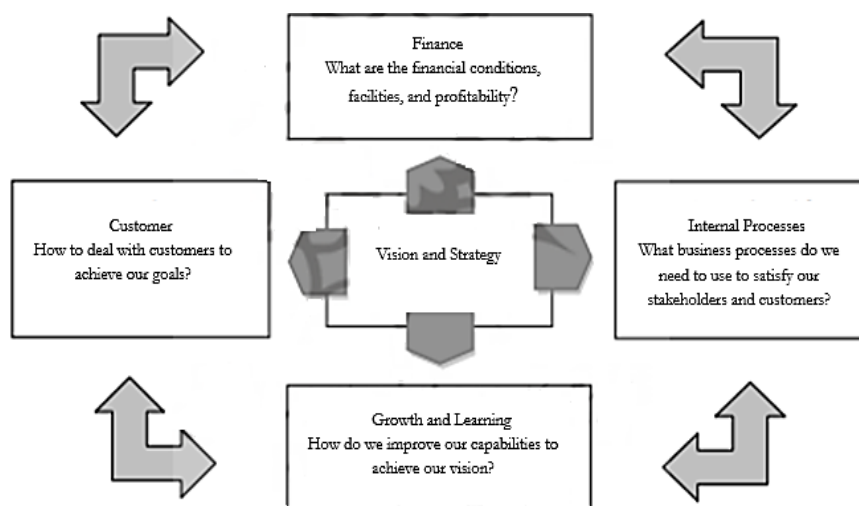 Finance
What are the financial conditions,
facilities, and profitability?
Customer
How to deal with customers to
achieve our goals?
Vision and Strategy
Internal Processes
What business processes do we
need to use to satisfy our
stakeholders and customers?
Growth and Learning
How do we improve our capabilities to
achieve our vision?